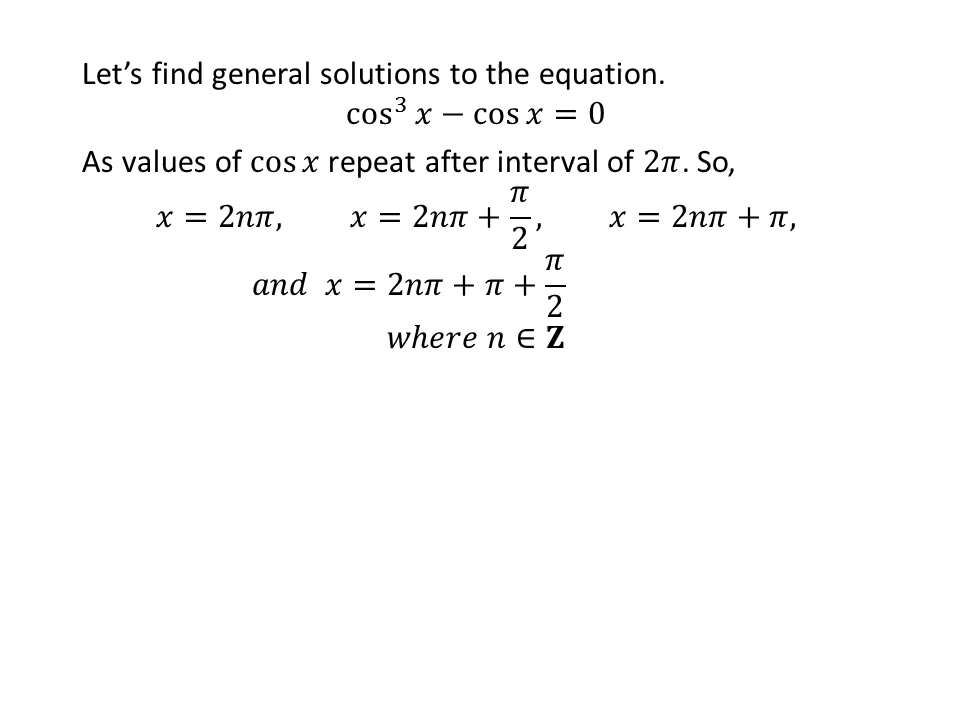 Let’s find general solutions to the equation.
cos³ x − cos x = 0
As values of cos x repeat after interval of 2π. So,
x = 2nπ, x = 2nπ + π/2, x = 2nπ + π,
and x = 2nπ + π + π/2
where n ∈ 𝐙